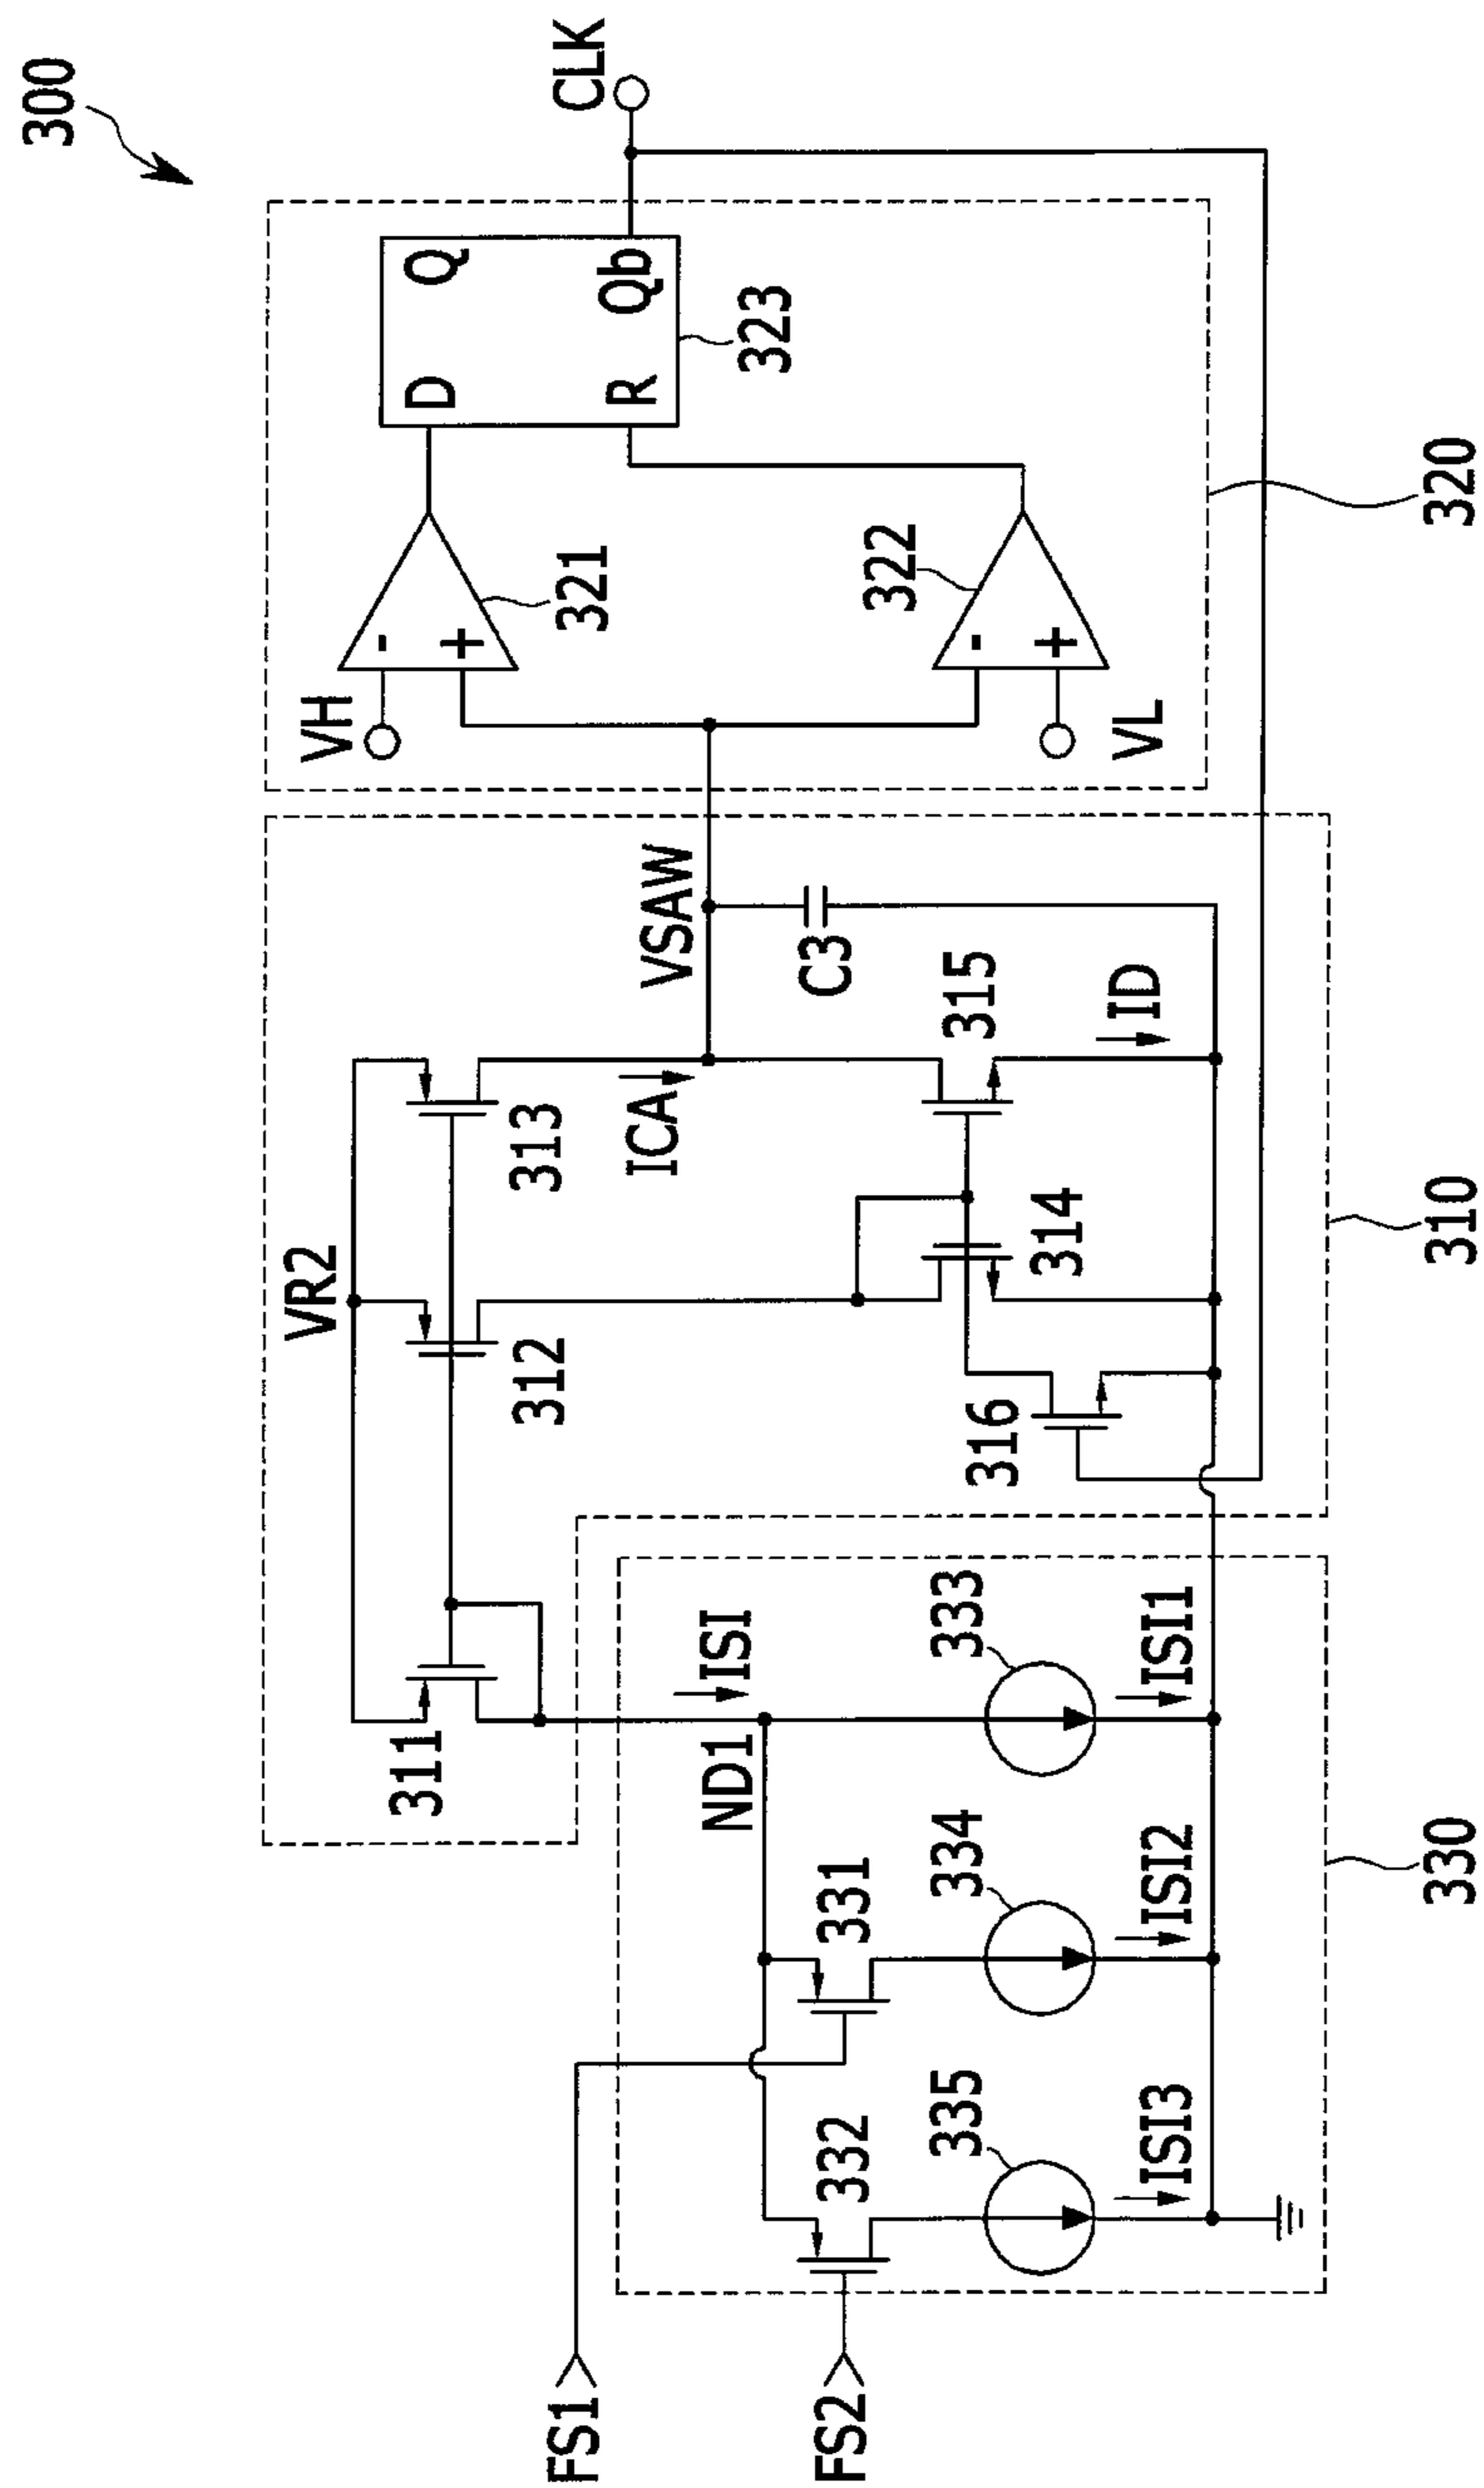 300
VR2
311
312
313
ICA
VSAW
C3
314
315
316
ID
310
VH
-
+
321
D
Q
R
Qb
323
CLK
-
+
322
VL
320
FS1
FS2
ND1
ISI
331
332
333
334
335
ISI1
ISI2
ISI3
330